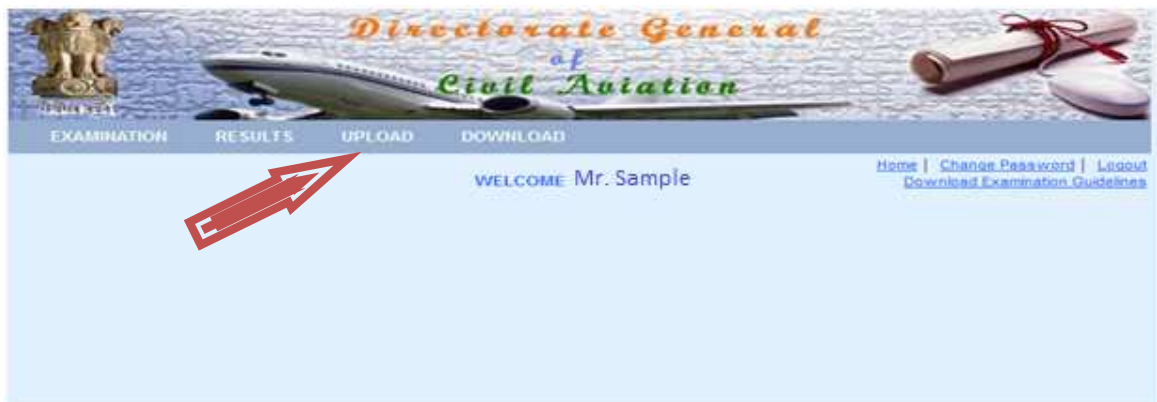 Directorate General
of
Civil Aviation
EXAMINATION RESULTS UPLOAD DOWNLOAD
WELCOME Mr. Sample
Home | Change Password | Logout
Download Examination Guidelines